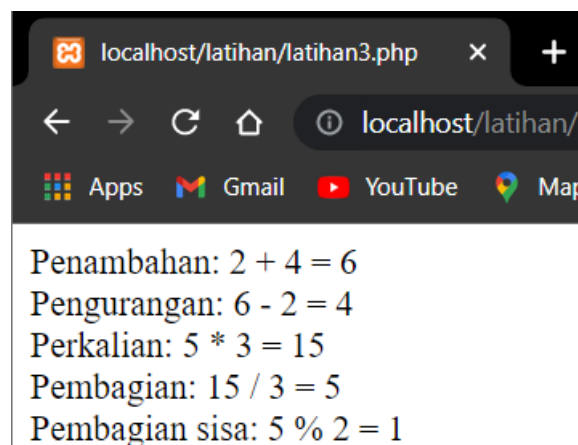 localhost/latihan/latihan3.php
localhost/latihan/
Apps Gmail YouTube
Penambahan: 2 + 4 = 6
Pengurangan: 6 - 2 = 4
Perkalian: 5 * 3 = 15
Pembagian: 15 / 3 = 5
Pembagian sisa: 5 % 2 = 1